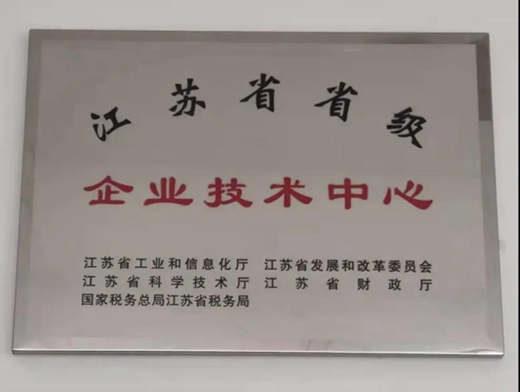 江苏省省级
企业技术中心
江苏省工业和信息化厅 江苏省发展和改革委员会
江苏省科学技术厅 江苏省财政厅
国家税务总局江苏省税务局